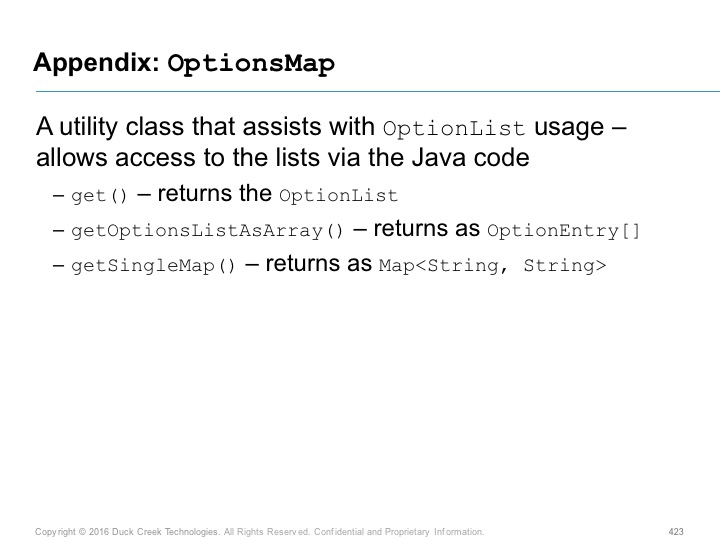 Appendix: OptionsMap
A utility class that assists with OptionList usage –
allows access to the lists via the Java code
– get() – returns the OptionList
– getOptionsListAsArray() – returns as OptionEntry[]
– getSingleMap() – returns as Map<String, String>
Copyright © 2016 Duck Creek Technologies. All Rights Reserved. Confidential and Proprietary Information. 423